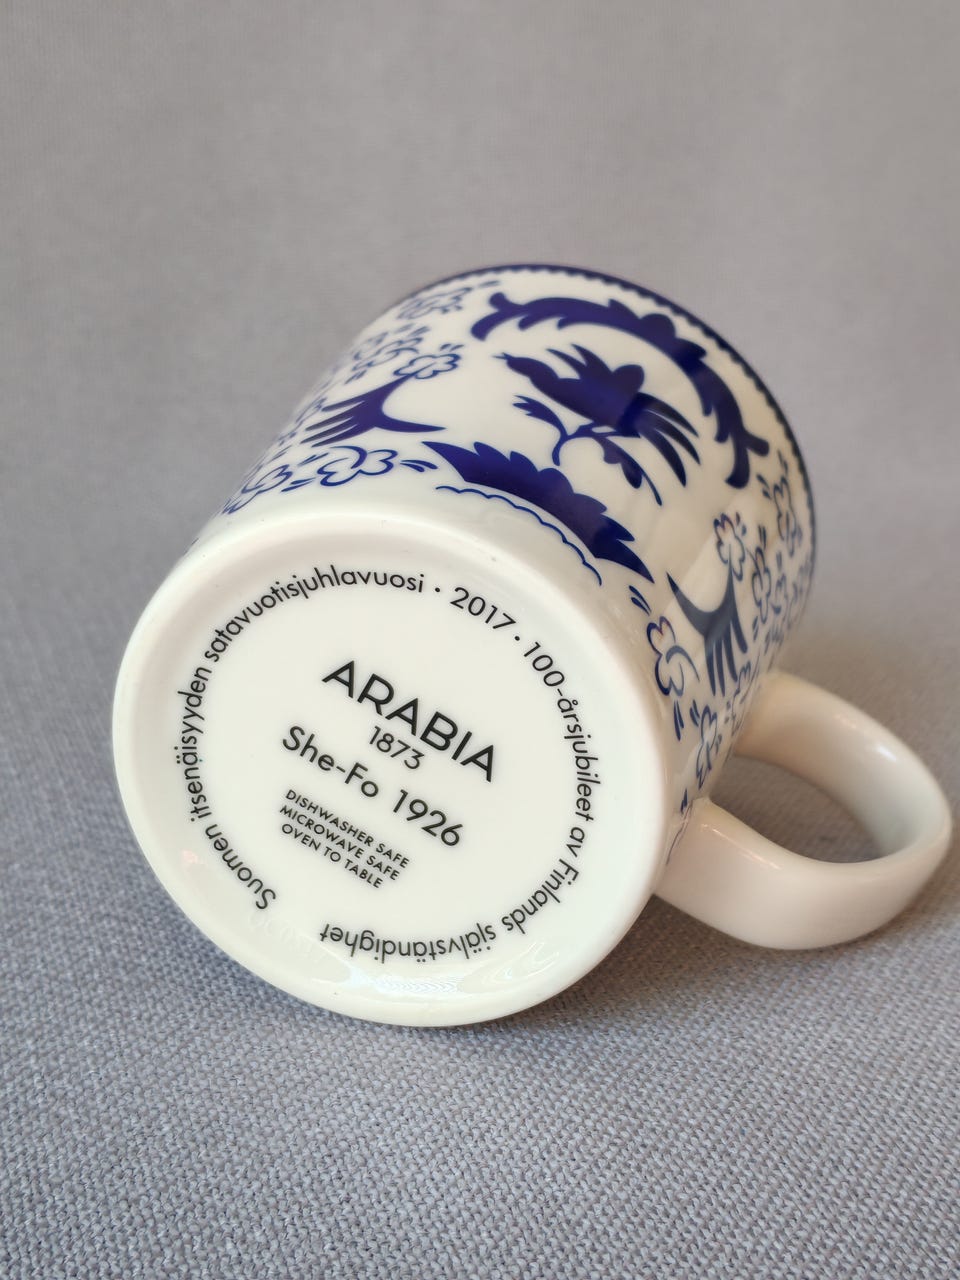 Suomen itsenäisyyden satavuotisjuhlavuosi · 2017 · 100-årsjubileet av Finlands självständighet
ARABIA
1873
She-Fo 1926
DISHWASHER SAFE
MICROWAVE SAFE
OVEN TO TABLE